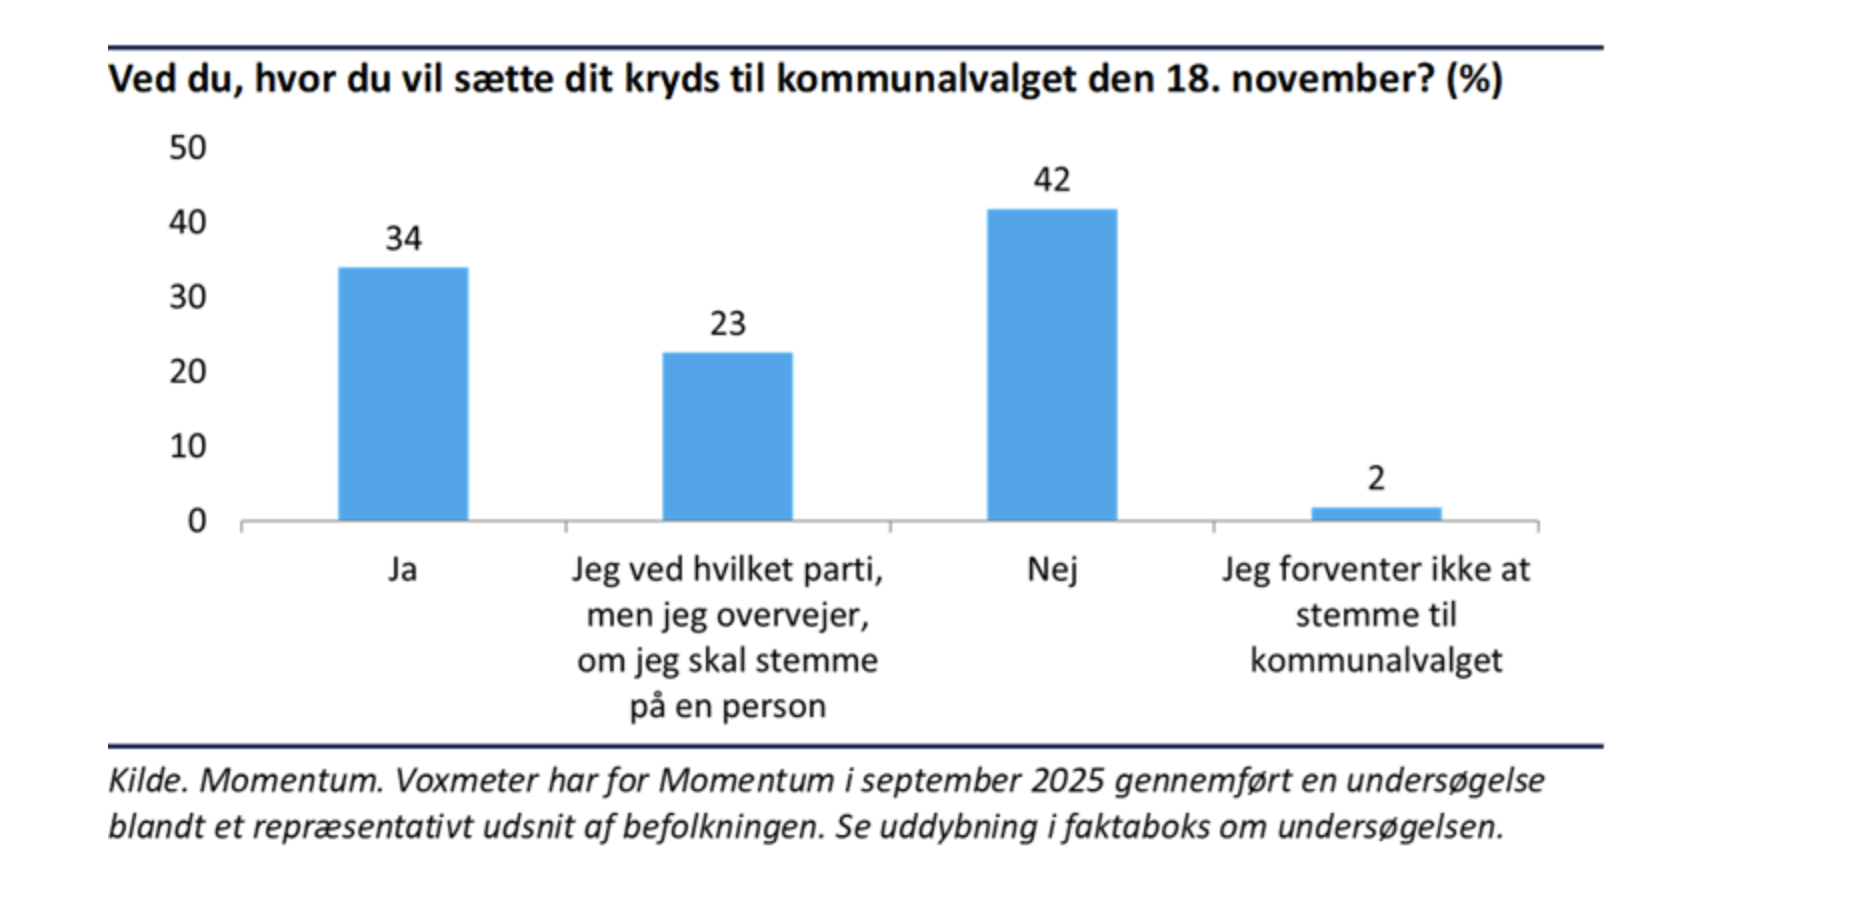 Ved du, hvor du vil sætte dit kryds til kommunalvalget den 18. november? (%)
50
40
30
20
10
0
34
23
42
2
Ja
Jeg ved hvilket parti,
men jeg overvejer,
om jeg skal stemme
på en person
Nej
Jeg forventer ikke at
stemme til
kommunalvalget
Kilde. Momentum. Voxmeter har for Momentum i september 2025 gennemført en undersøgelse
blandt et repræsentativt udsnit af befolkningen. Se uddybning i faktaboks om undersøgelsen.